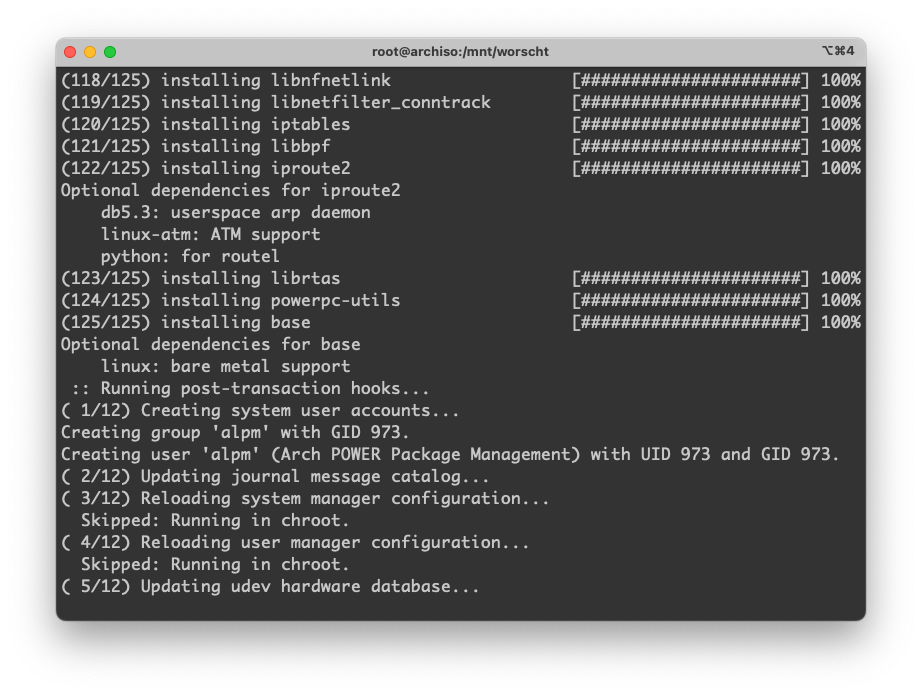 root@archiso:/mnt/worscht ⌥⌘4
(118/125) installing libnfnetlink [######################] 100%
(119/125) installing libnetfilter_conntrack [######################] 100%
(120/125) installing iptables [######################] 100%
(121/125) installing libbpf [######################] 100%
(122/125) installing iproute2 [######################] 100%
Optional dependencies for iproute2
    db5.3: userspace arp daemon
    linux-atm: ATM support
    python: for routel
(123/125) installing librtas [######################] 100%
(124/125) installing powerpc-utils [######################] 100%
(125/125) installing base [######################] 100%
Optional dependencies for base
    linux: bare metal support
 :: Running post-transaction hooks...
( 1/12) Creating system user accounts...
Creating group 'alpm' with GID 973.
Creating user 'alpm' (Arch POWER Package Management) with UID 973 and GID 973.
( 2/12) Updating journal message catalog...
( 3/12) Reloading system manager configuration...
  Skipped: Running in chroot.
( 4/12) Reloading user manager configuration...
  Skipped: Running in chroot.
( 5/12) Updating udev hardware database...